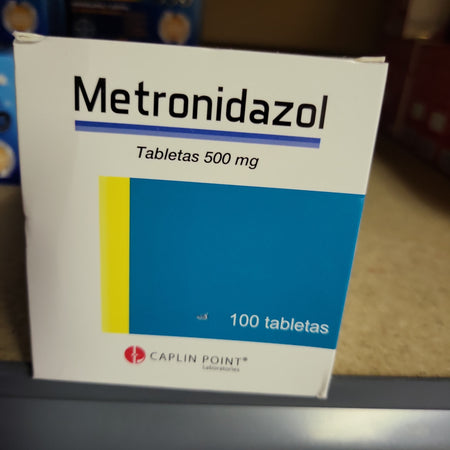 Metronidazol
Tabletas 500 mg
100 tabletas
CAPLIN POINT®
Laboratories